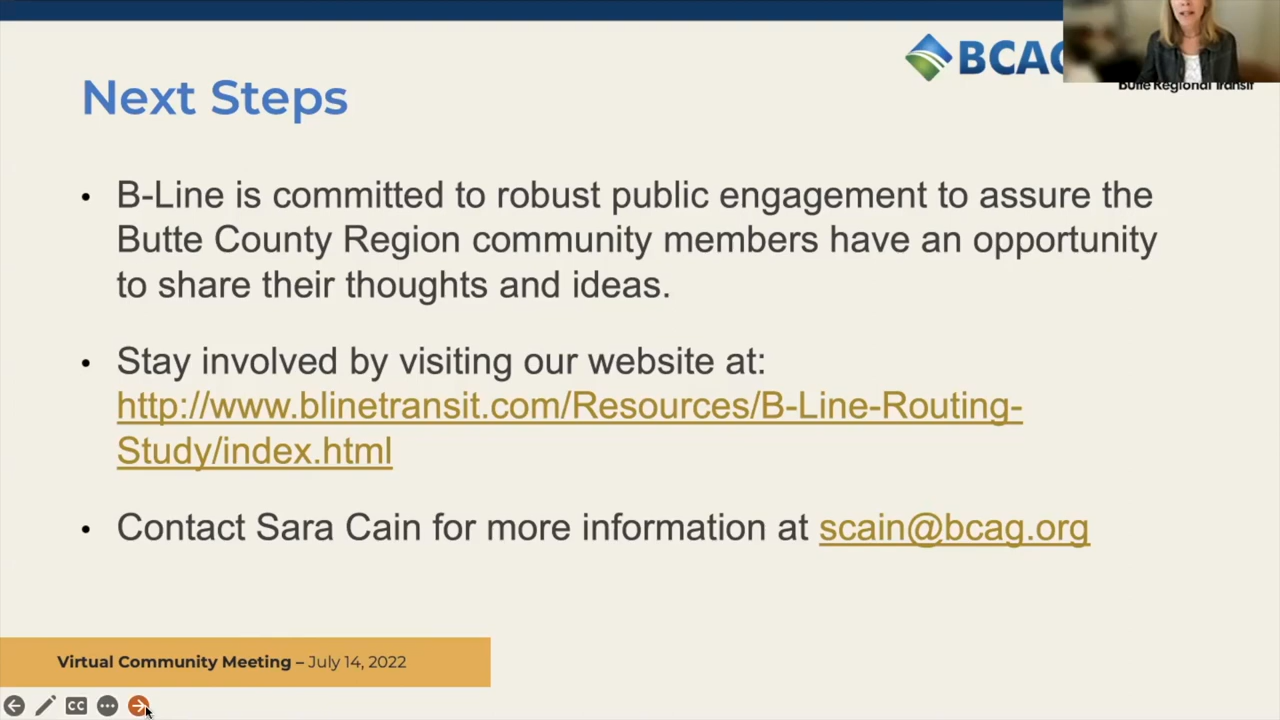 BCAG
Butte Regional Transit
Next Steps
• B-Line is committed to robust public engagement to assure the
Butte County Region community members have an opportunity
to share their thoughts and ideas.
• Stay involved by visiting our website at:
http://www.blinetransit.com/Resources/B-Line-Routing-
Study/index.html
• Contact Sara Cain for more information at scain@bcag.org
Virtual Community Meeting – July 14, 2022
CC